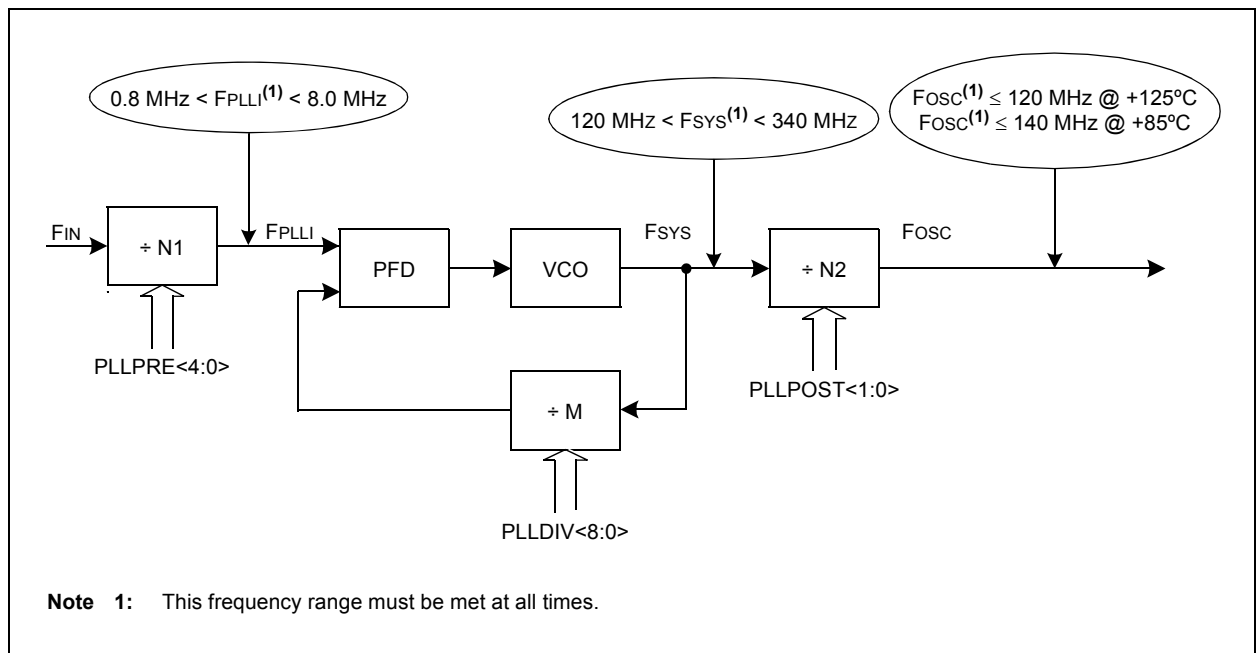 0.8 MHz < FPLLI(1) < 8.0 MHz
120 MHz < FSYS(1) < 340 MHz
FOSC(1) ≤ 120 MHz @ +125ºC
FOSC(1) ≤ 140 MHz @ +85ºC
FIN
÷ N1
FPLLI
PFD
VCO
FSYS
÷ N2
FOSC
PLLPRE<4:0>
÷ M
PLLPOST<1:0>
PLLDIV<8:0>
Note 1: This frequency range must be met at all times.